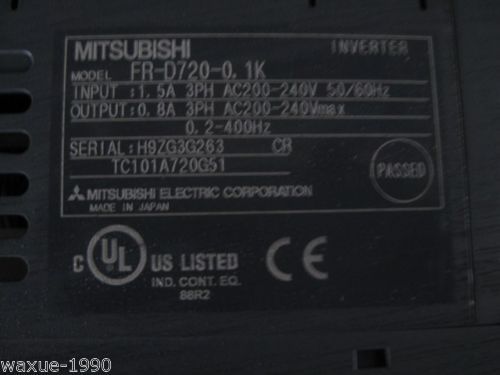 MITSUBISHI INVERTER
MODEL FR-D720-0.1K
INPUT :1.5A 3PH AC200-240V 50/60Hz
OUTPUT:0.8A 3PH AC200-240Vmax
0.2-400Hz
SERIAL:H9ZG3G263 CR
TC101A720G51
PASSED
MITSUBISHI ELECTRIC CORPORATION
MADE IN JAPAN
C UL US LISTED
IND. CONT. EQ.
88R2
waxue-1990